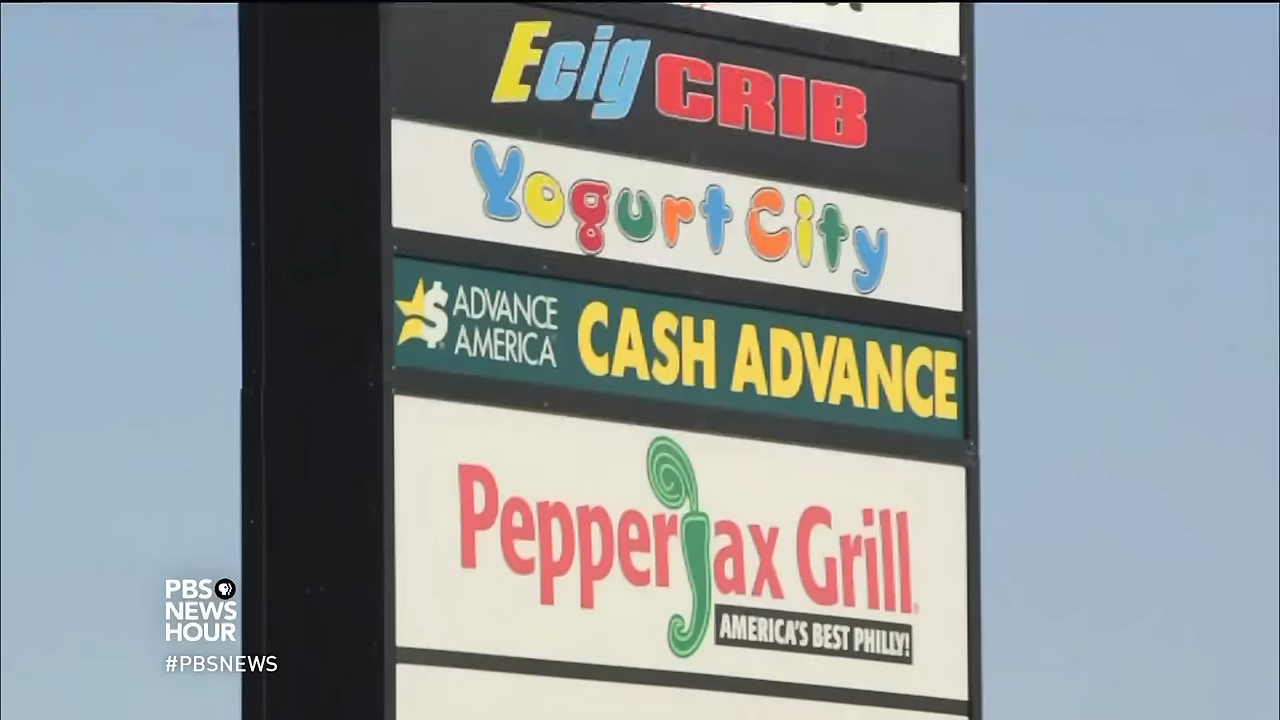 Ecig CRIB
Yogurt City
ADVANCE
AMERICA
CASH ADVANCE
PepperJax Grill
AMERICA'S BEST PHILLY!
PBS
NEWS
HOUR
#PBSNEWS